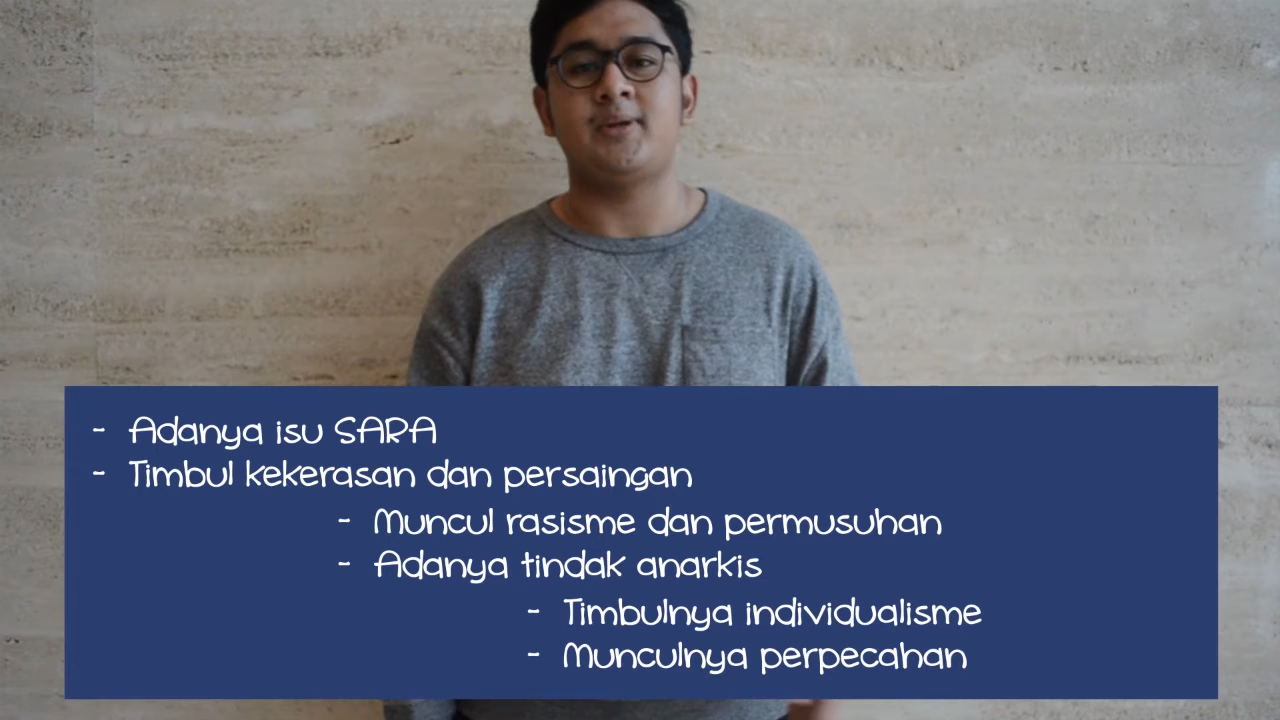 - Adanya isu SARA
- Timbul kekerasan dan persaingan
- Muncul rasisme dan permusuhan
- Adanya tindak anarkis
- Timbulnya individualisme
- Munculnya perpecahan